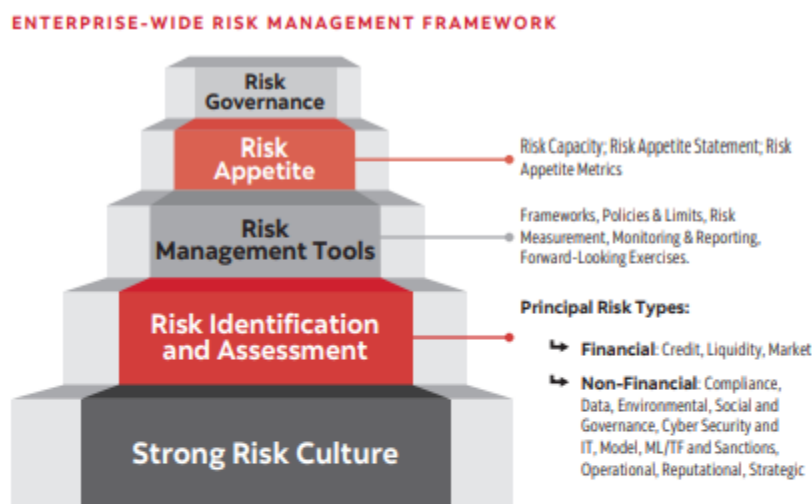 ENTERPRISE-WIDE RISK MANAGEMENT FRAMEWORK
Risk
Governance
Risk
Appetite
Risk Capacity; Risk Appetite Statement; Risk
Appetite Metrics
Risk
Management Tools
Frameworks, Policies & Limits, Risk
Measurement, Monitoring & Reporting,
Forward-Looking Exercises.
Risk Identification
and Assessment
Principal Risk Types:
Financial: Credit, Liquidity, Market
Non-Financial: Compliance,
Data, Environmental, Social and
Governance, Cyber Security and
IT, Model, ML/TF and Sanctions,
Operational, Reputational, Strategic
Strong Risk Culture